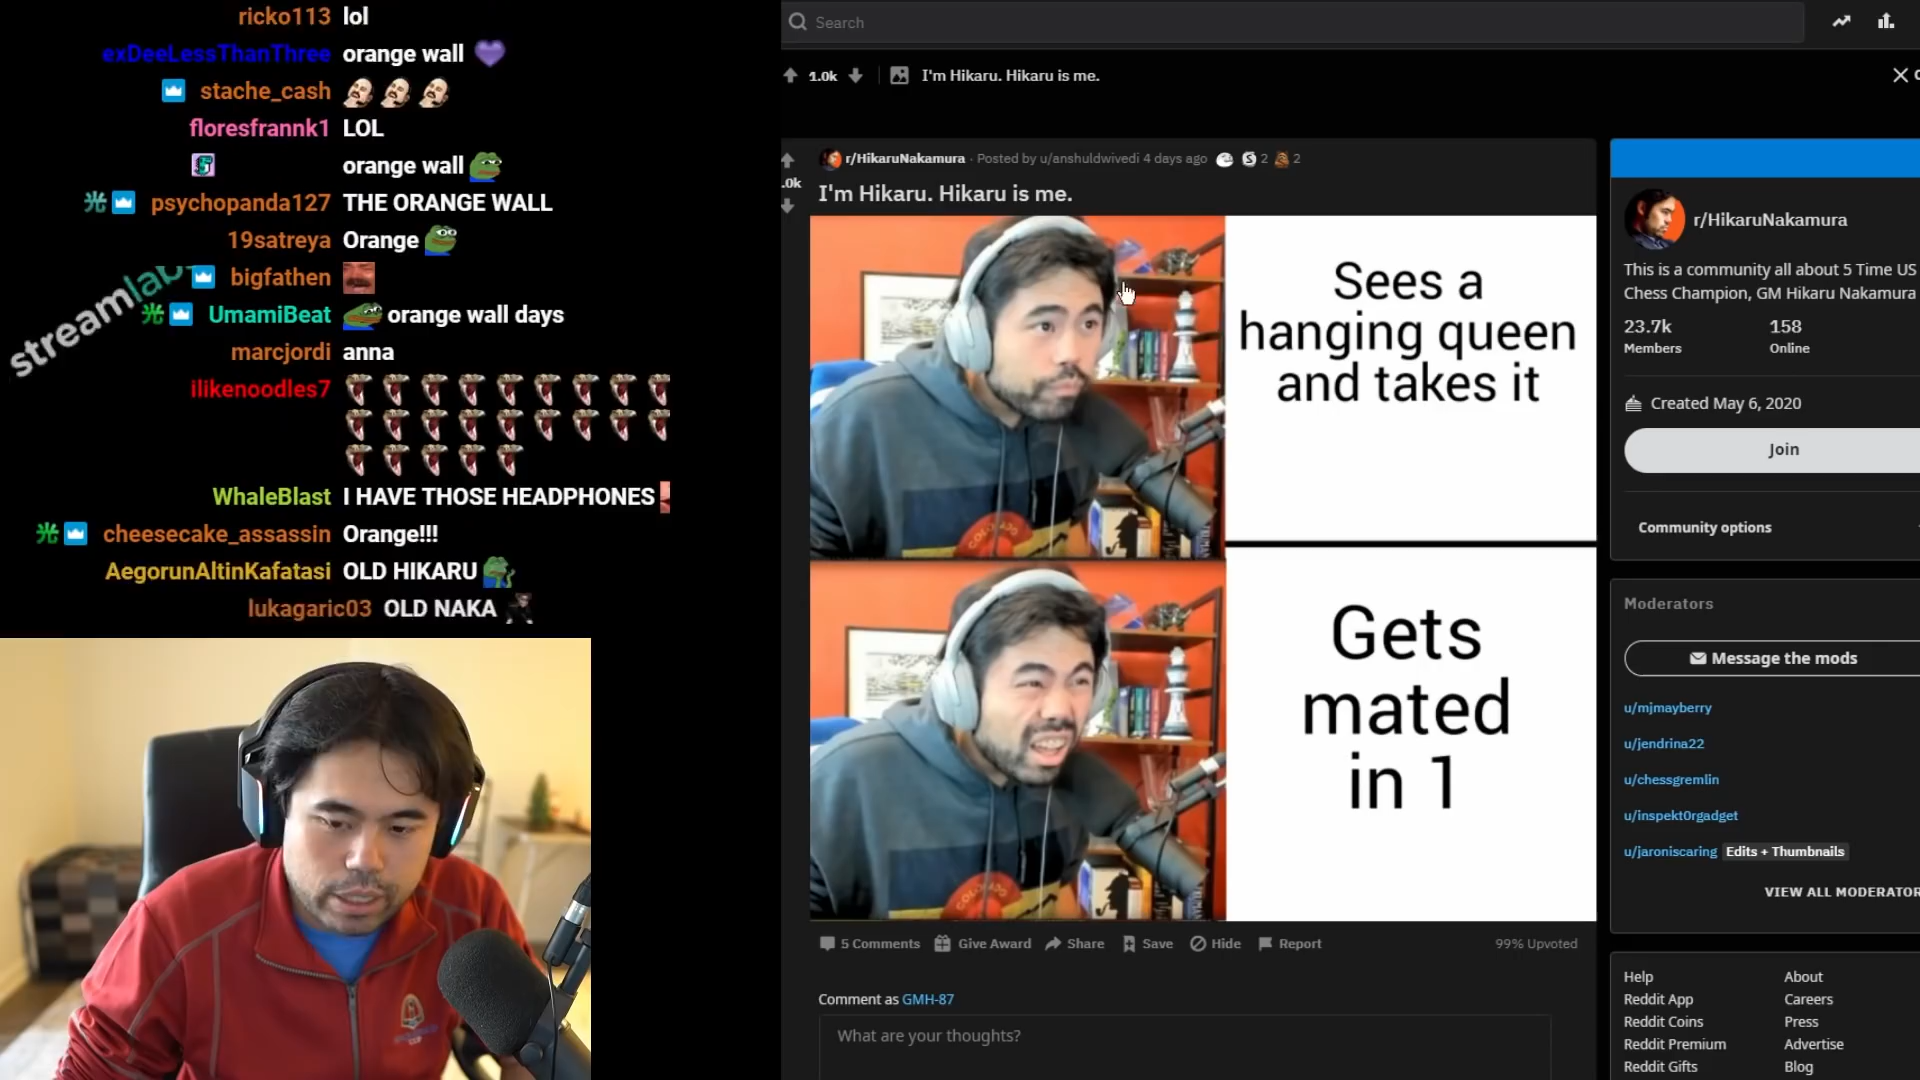 ricko113 lol
exDeeLessThanThree orange wall
stache_cash
floresfrannk1 LOL
orange wall
光 psychopanda127 THE ORANGE WALL
19satreya Orange
streamlabs
bigfathen
光 UmamiBeat orange wall days
marcjordi anna
ilikenoodles7
WhaleBlast I HAVE THOSE HEADPHONES
光 cheesecake_assassin Orange!!!
AegorunAltinKafatasi OLD HIKARU
lukagaric03 OLD NAKA
Search
1.0k I'm Hikaru. Hikaru is me.
r/HikaruNakamura · Posted by u/anshuldwivedi 4 days ago 2 2
.0k
I'm Hikaru. Hikaru is me.
Sees a
hanging queen
and takes it
COLORADO
Gets
mated
in 1
5 Comments Give Award Share Save Hide Report 99% Upvoted
Comment as GMH-87
What are your thoughts?
r/HikaruNakamura
This is a community all about 5 Time US
Chess Champion, GM Hikaru Nakamura
23.7k 158
Members Online
Created May 6, 2020
Join
Community options
Moderators
Message the mods
u/mjmayberry
u/jendrina22
u/chessgremlin
u/inspekt0rgadget
u/jaroniscaring Edits + Thumbnails
VIEW ALL MODERATOR
Help About
Reddit App Careers
Reddit Coins Press
Reddit Premium Advertise
Reddit Gifts Blog